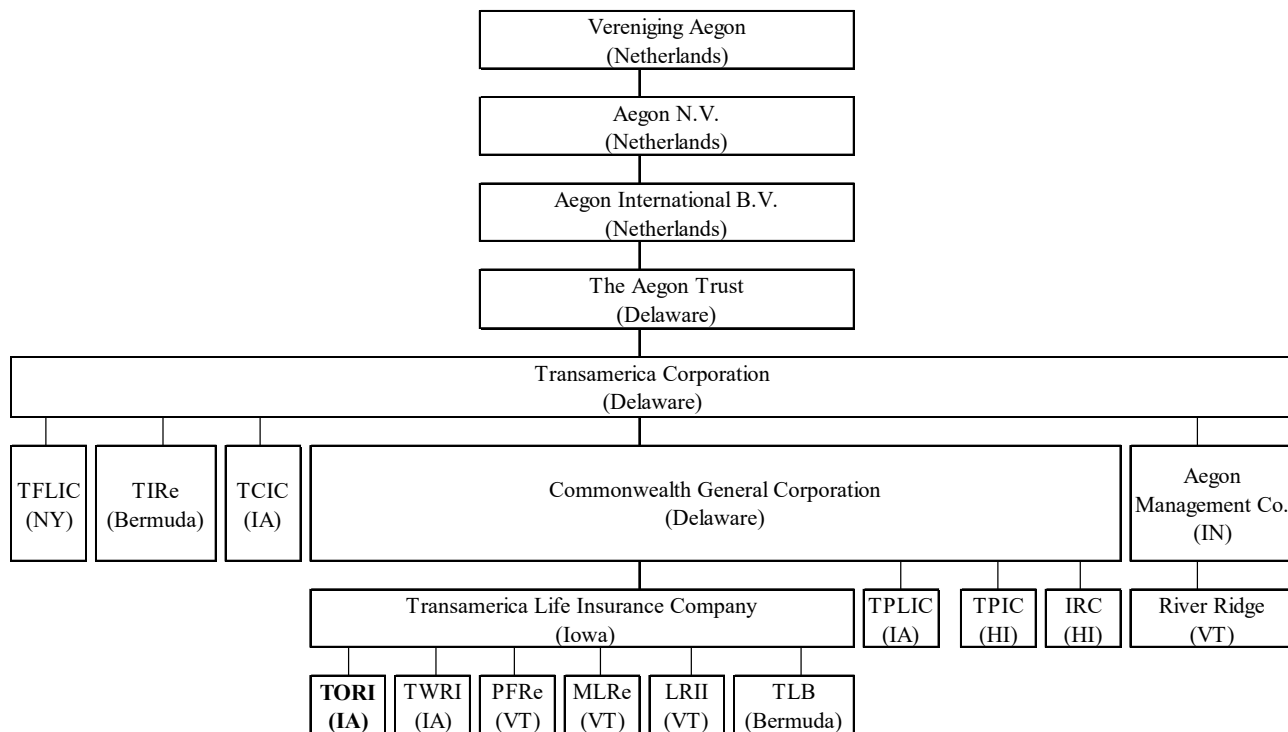 Vereniging Aegon
(Netherlands)
Aegon N.V.
(Netherlands)
Aegon International B.V.
(Netherlands)
The Aegon Trust
(Delaware)
Transamerica Corporation
(Delaware)
TFLIC
(NY)
TIRe
(Bermuda)
TCIC
(IA)
Commonwealth General Corporation
(Delaware)
Aegon
Management Co.
(IN)
Transamerica Life Insurance Company
(Iowa)
TPLIC
(IA)
TPIC
(HI)
IRC
(HI)
River Ridge
(VT)
TORI
(IA)
TWRI
(IA)
PFRe
(VT)
MLRe
(VT)
LRII
(VT)
TLB
(Bermuda)